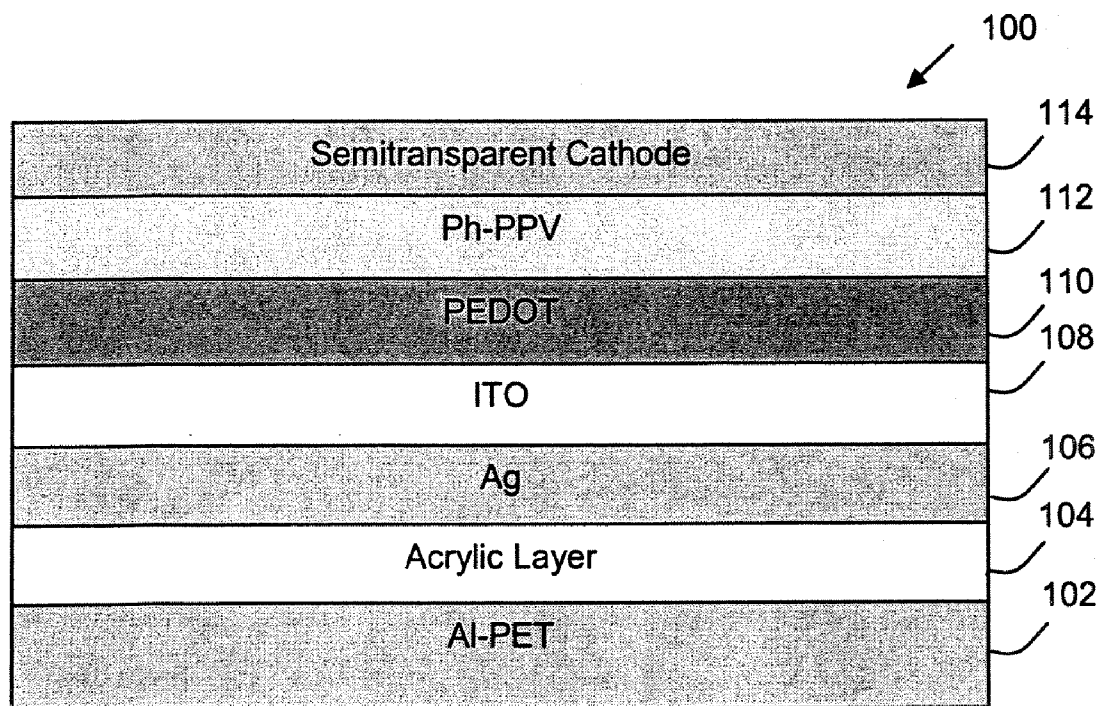 100
Semitransparent Cathode
114
Ph-PPV
112
PEDOT
110
ITO
108
Ag
106
Acrylic Layer
104
Al-PET
102